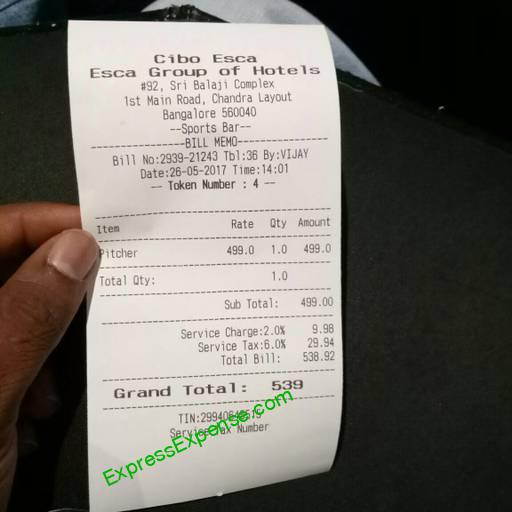 Cibo Esca
Esca Group of Hotels
#92, Sri Balaji Complex
1st Main Road, Chandra Layout
Bangalore 560040
--Sports Bar--
BILL MEMO
Bill No:2939-21243 Tbl:36 By:VIJAY
Date:26-05-2017 Time:14:01
-- Token Number : 4 --
Item Rate Qty Amount
Pitcher 499.0 1.0 499.0
Total Qty: 1.0
Sub Total: 499.00
Service Charge:2.0% 9.98
Service Tax:6.0% 29.94
Total Bill: 538.92
Grand Total: 539
Service Tax Number
ExpressExpense.com